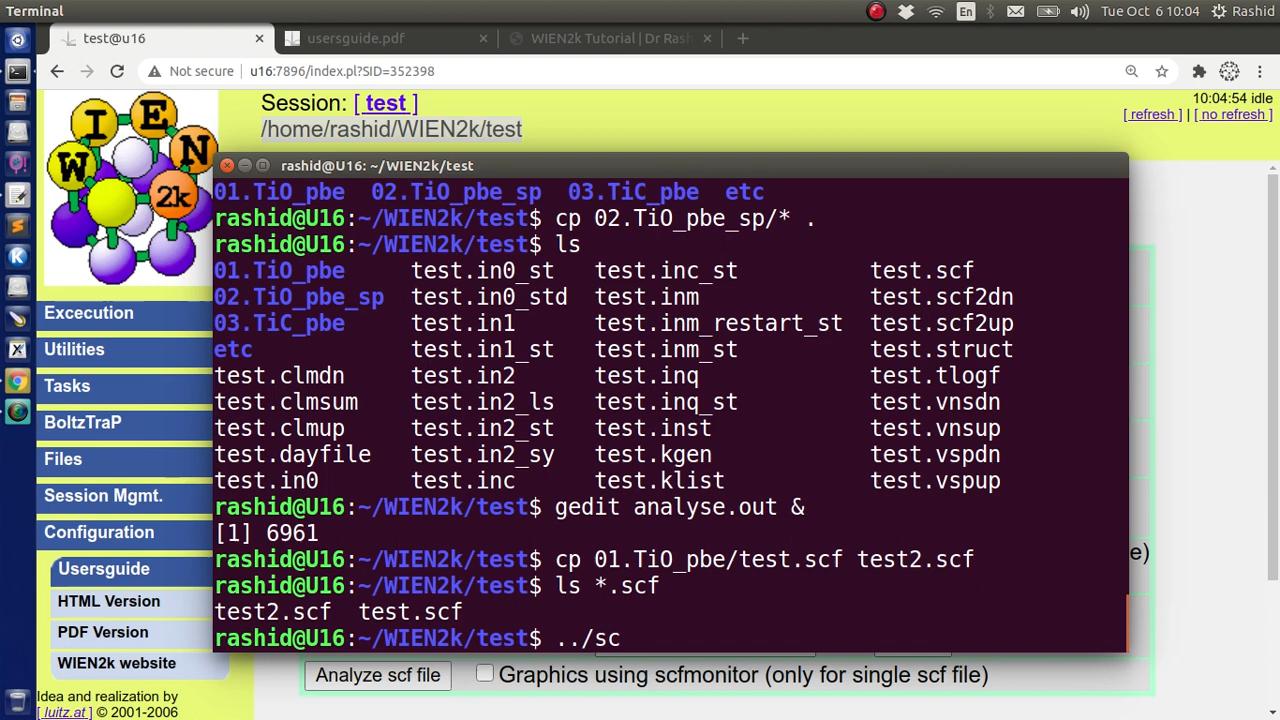 Terminal
En
Tue Oct 6 10:04
Rashid
test@u16
usersguide.pdf
WIEN2k Tutorial | Dr Rash
Not secure
u16:7896/index.pl?SID=352398
W I E N 2k
Session: [ test ]
/home/rashid/WIEN2k/test
10:04:54 idle
[ refresh ] | [ no refresh ]
rashid@U16: ~/WIEN2k/test
01.TiO_pbe 02.TiO_pbe_sp 03.TiC_pbe etc
rashid@U16:~/WIEN2k/test$ cp 02.TiO_pbe_sp/* .
rashid@U16:~/WIEN2k/test$ ls
01.TiO_pbe test.in0_st test.inc_st test.scf
02.TiO_pbe_sp test.in0_std test.inm test.scf2dn
03.TiC_pbe test.in1 test.inm_restart_st test.scf2up
etc test.in1_st test.inm_st test.struct
test.clmdn test.in2 test.inq test.tlogf
test.clmsum test.in2_ls test.inq_st test.vnsdn
test.clmup test.in2_st test.inst test.vnsup
test.dayfile test.in2_sy test.kgen test.vspdn
test.in0 test.inc test.klist test.vspup
rashid@U16:~/WIEN2k/test$ gedit analyse.out &
[1] 6961
rashid@U16:~/WIEN2k/test$ cp 01.TiO_pbe/test.scf test2.scf
rashid@U16:~/WIEN2k/test$ ls *.scf
test2.scf test.scf
rashid@U16:~/WIEN2k/test$ ../sc
Excecution
Utilities
Tasks
BoltzTraP
Files
Session Mgmt.
Configuration
Usersguide
HTML Version
PDF Version
WIEN2k website
Idea and realization by
[ luitz.at ] © 2001-2006
e)
Analyze scf file
Graphics using scfmonitor (only for single scf file)